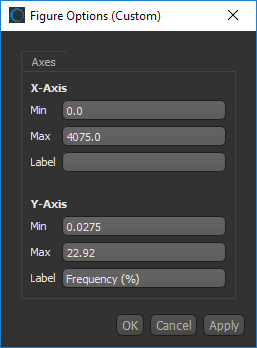 Figure Options (Custom)
Axes
X-Axis
Min 0.0
Max 4075.0
Label
Y-Axis
Min 0.0275
Max 22.92
Label Frequency (%)
OK Cancel Apply